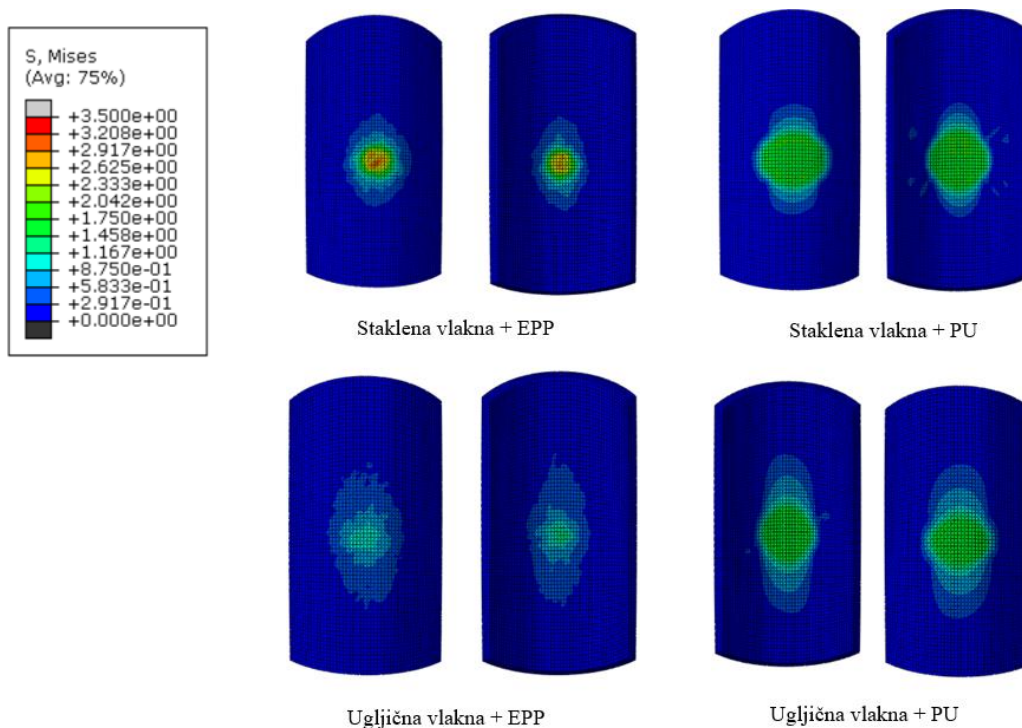 S, Mises
(Avg: 75%)
+3.500e+00
+3.208e+00
+2.917e+00
+2.625e+00
+2.333e+00
+2.042e+00
+1.750e+00
+1.458e+00
+1.167e+00
+8.750e-01
+5.833e-01
+2.917e-01
+0.000e+00
Staklena vlakna + EPP
Staklena vlakna + PU
Ugljična vlakna + EPP
Ugljična vlakna + PU